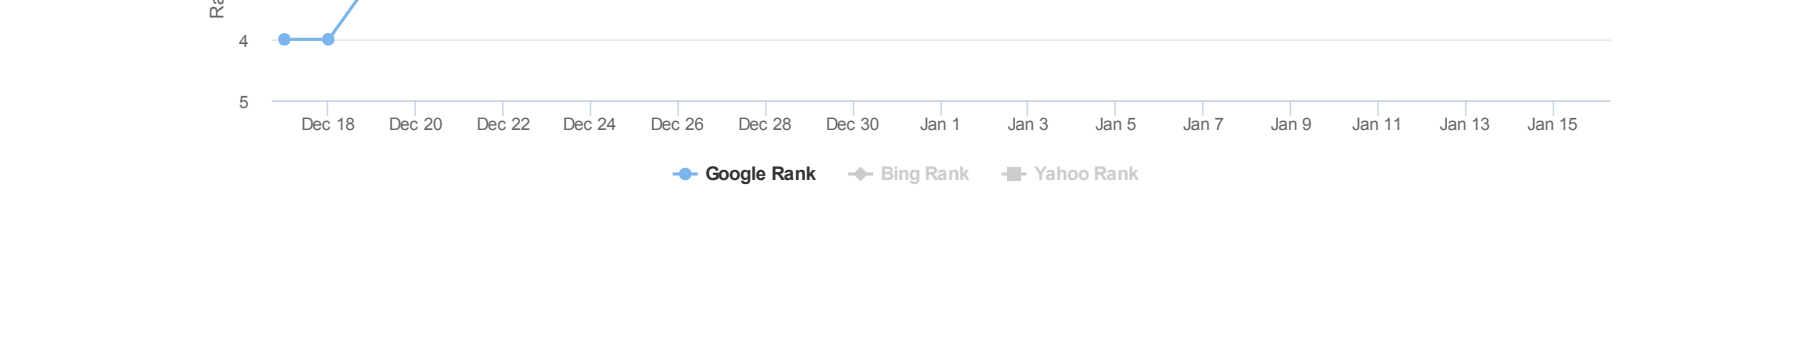 Ra
4
5
Dec 18 Dec 20 Dec 22 Dec 24 Dec 26 Dec 28 Dec 30 Jan 1 Jan 3 Jan 5 Jan 7 Jan 9 Jan 11 Jan 13 Jan 15
Google Rank Bing Rank Yahoo Rank